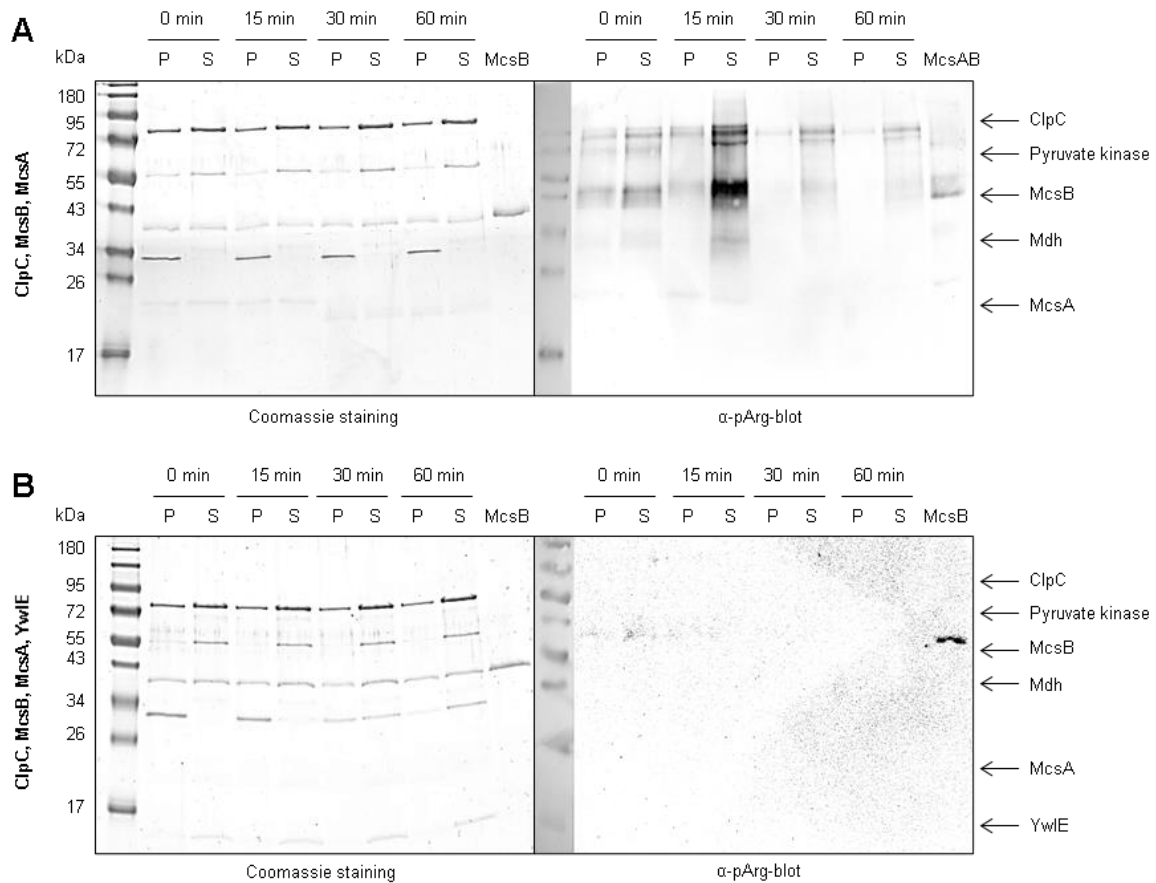 A
0 min 15 min 30 min 60 min 0 min 15 min 30 min 60 min
kDa P S P S P S P S McsB P S P S P S P S McsAB
180
95
72
55
43
34
26
17
ClpC, McsB, McsA
ClpC
Pyruvate kinase
McsB
Mdh
McsA
Coomassie staining α-pArg-blot
B
0 min 15 min 30 min 60 min 0 min 15 min 30 min 60 min
kDa P S P S P S P S McsB P S P S P S P S McsB
180
95
72
55
43
34
26
17
ClpC, McsB, McsA, YwlE
ClpC
Pyruvate kinase
McsB
Mdh
McsA
YwlE
Coomassie staining α-pArg-blot